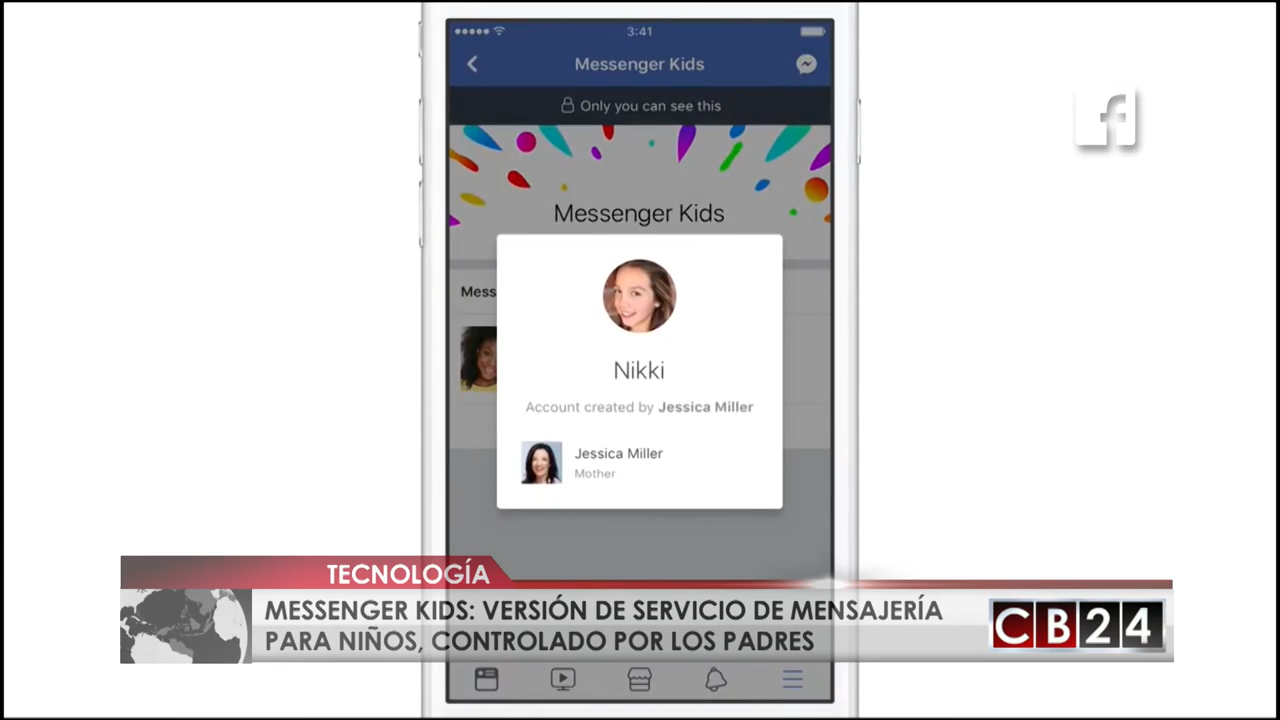 3:41
Messenger Kids
Only you can see this
Messenger Kids
Mess
Nikki
Account created by Jessica Miller
Jessica Miller
Mother
TECNOLOGÍA
MESSENGER KIDS: VERSIÓN DE SERVICIO DE MENSAJERÍA
PARA NIÑOS, CONTROLADO POR LOS PADRES
CB24